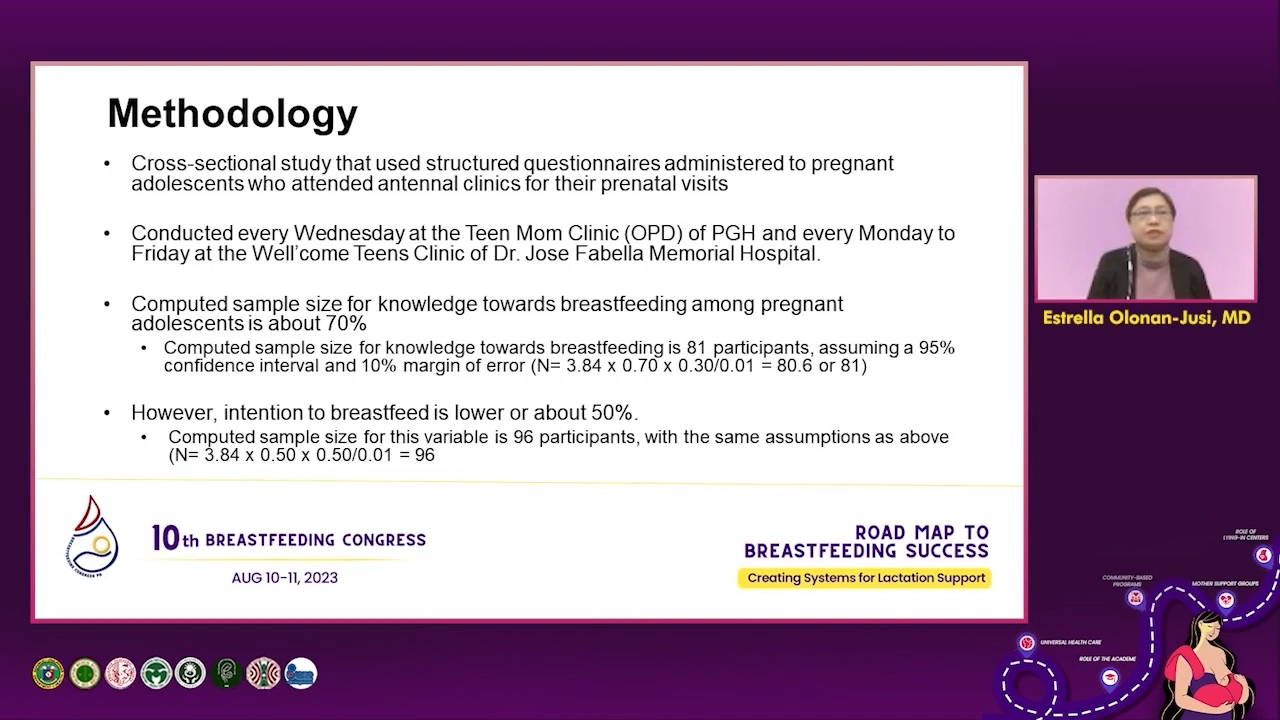 Methodology
• Cross-sectional study that used structured questionnaires administered to pregnant
adolescents who attended antennal clinics for their prenatal visits
• Conducted every Wednesday at the Teen Mom Clinic (OPD) of PGH and every Monday to
Friday at the Well'come Teens Clinic of Dr. Jose Fabella Memorial Hospital.
• Computed sample size for knowledge towards breastfeeding among pregnant
adolescents is about 70%
• Computed sample size for knowledge towards breastfeeding is 81 participants, assuming a 95%
confidence interval and 10% margin of error (N= 3.84 x 0.70 x 0.30/0.01 = 80.6 or 81)
• However, intention to breastfeed is lower or about 50%.
• Computed sample size for this variable is 96 participants, with the same assumptions as above
(N= 3.84 x 0.50 x 0.50/0.01 = 96
10th BREASTFEEDING CONGRESS
AUG 10-11, 2023
ROAD MAP TO
BREASTFEEDING SUCCESS
Creating Systems for Lactation Support
Estrella Olonan-Jusi, MD
ROLE OF
LYING-IN CENTERS
COMMUNITY-BASED
PROGRAMS
MOTHER SUPPORT GROUPS
UNIVERSAL HEALTH CARE
ROLE OF THE ACADEME